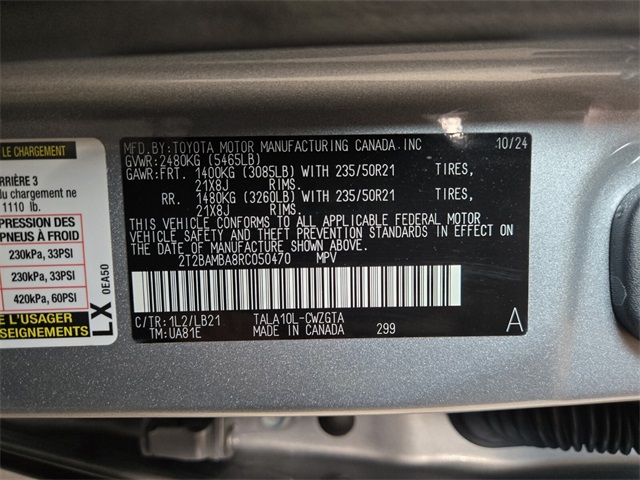 LE CHARGEMENT
ARRIÈRE 3
du chargement ne
1110 lb.
PRESSION DES
PNEUS À FROID
230kPa, 33PSI
230kPa, 33PSI
420kPa, 60PSI
L'USAGER
RENSEIGNEMENTS
LX 0EA50
MFD.BY:TOYOTA MOTOR MANUFACTURING CANADA INC 10/24
GVWR:2480KG (5465LB)
GAWR:FRT. 1400KG (3085LB) WITH 235/50R21 TIRES,
21X8J RIMS.
RR. 1480KG (3260LB) WITH 235/50R21 TIRES,
21X8J RIMS.
THIS VEHICLE CONFORMS TO ALL APPLICABLE FEDERAL MOTOR
VEHICLE SAFETY AND THEFT PREVENTION STANDARDS IN EFFECT ON
THE DATE OF MANUFACTURE SHOWN ABOVE.
2T2BAMBA8RC050470 MPV
C/TR:1L2/LB21 TALA10L-CWZGTA
TM:UA81E MADE IN CANADA 299 A